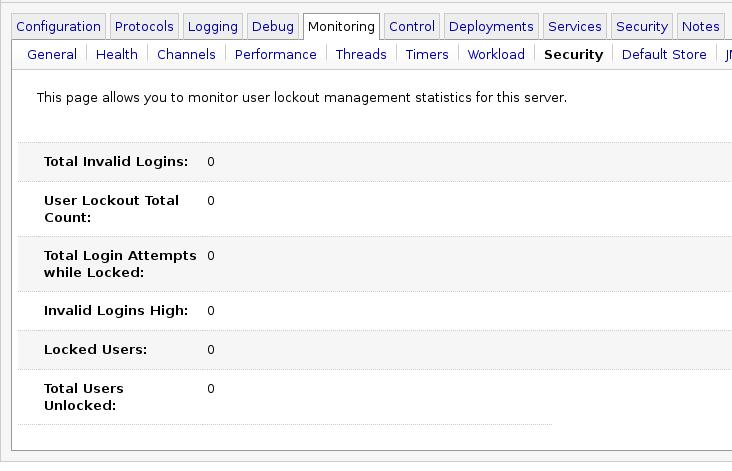 Configuration Protocols Logging Debug Monitoring Control Deployments Services Security Notes
General Health Channels Performance Threads Timers Workload Security Default Store
This page allows you to monitor user lockout management statistics for this server.
Total Invalid Logins: 0
User Lockout Total 0
Count:
Total Login Attempts 0
while Locked:
Invalid Logins High: 0
Locked Users: 0
Total Users 0
Unlocked: